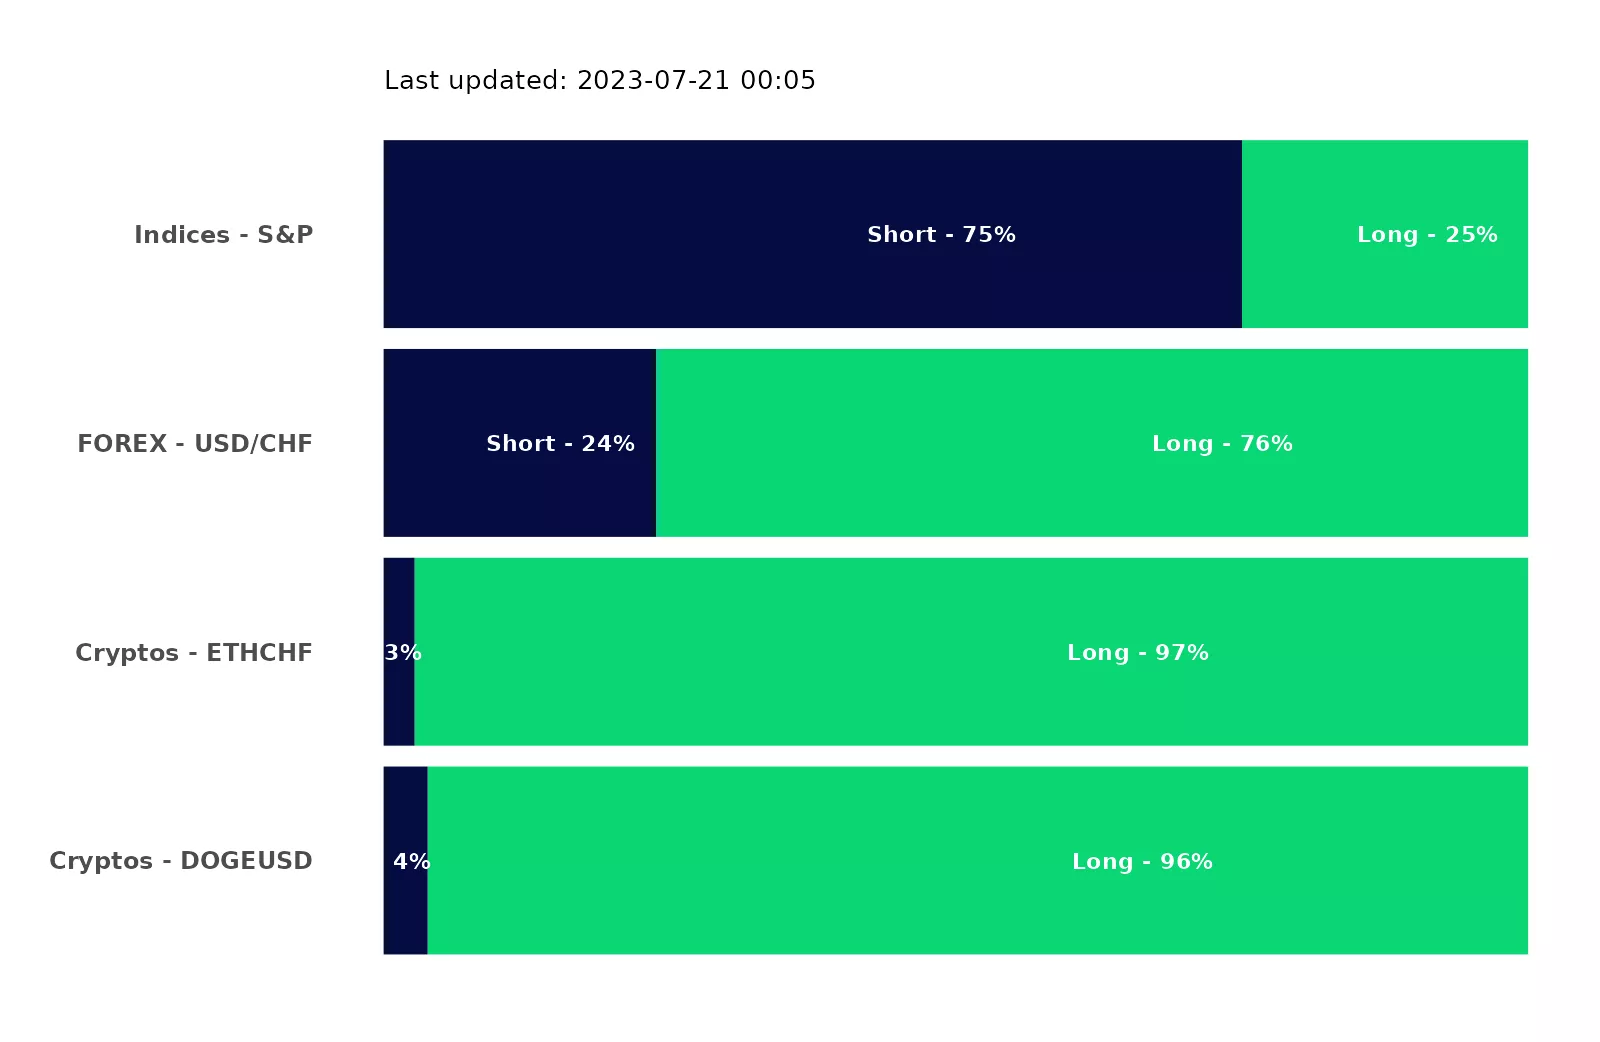 Last updated: 2023-07-21 00:05
Indices - S&P
Short - 75%
Long - 25%
FOREX - USD/CHF
Short - 24%
Long - 76%
Cryptos - ETHCHF
3%
Long - 97%
Cryptos - DOGEUSD
4%
Long - 96%